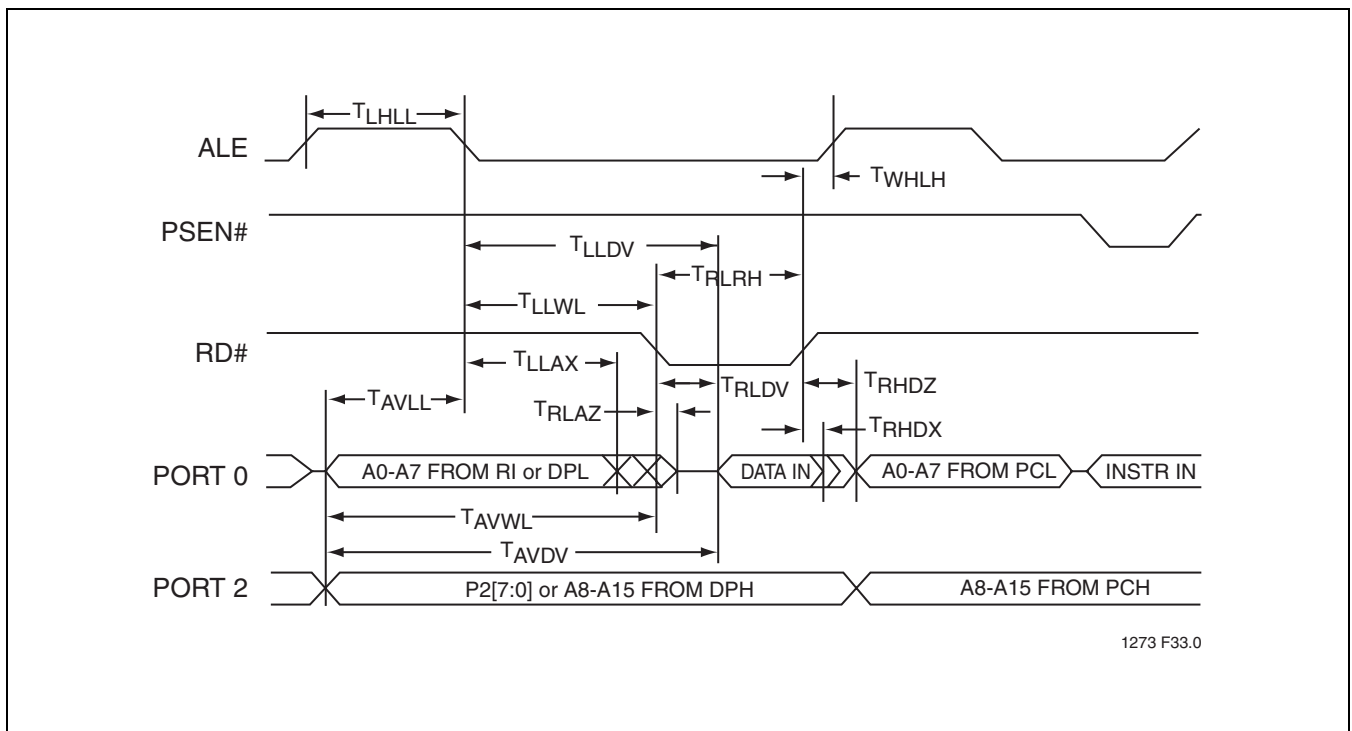 TLHLL
ALE
TWHLH
PSEN#
TLLDV
TRLRH
TLLWL
RD#
TLLAX
TRLDV
TRHDZ
TAVLL
TRLAZ
TRHDX
PORT 0
A0-A7 FROM RI or DPL
DATA IN
A0-A7 FROM PCL
INSTR IN
TAVWL
TAVDV
PORT 2
P2[7:0] or A8-A15 FROM DPH
A8-A15 FROM PCH
1273 F33.0